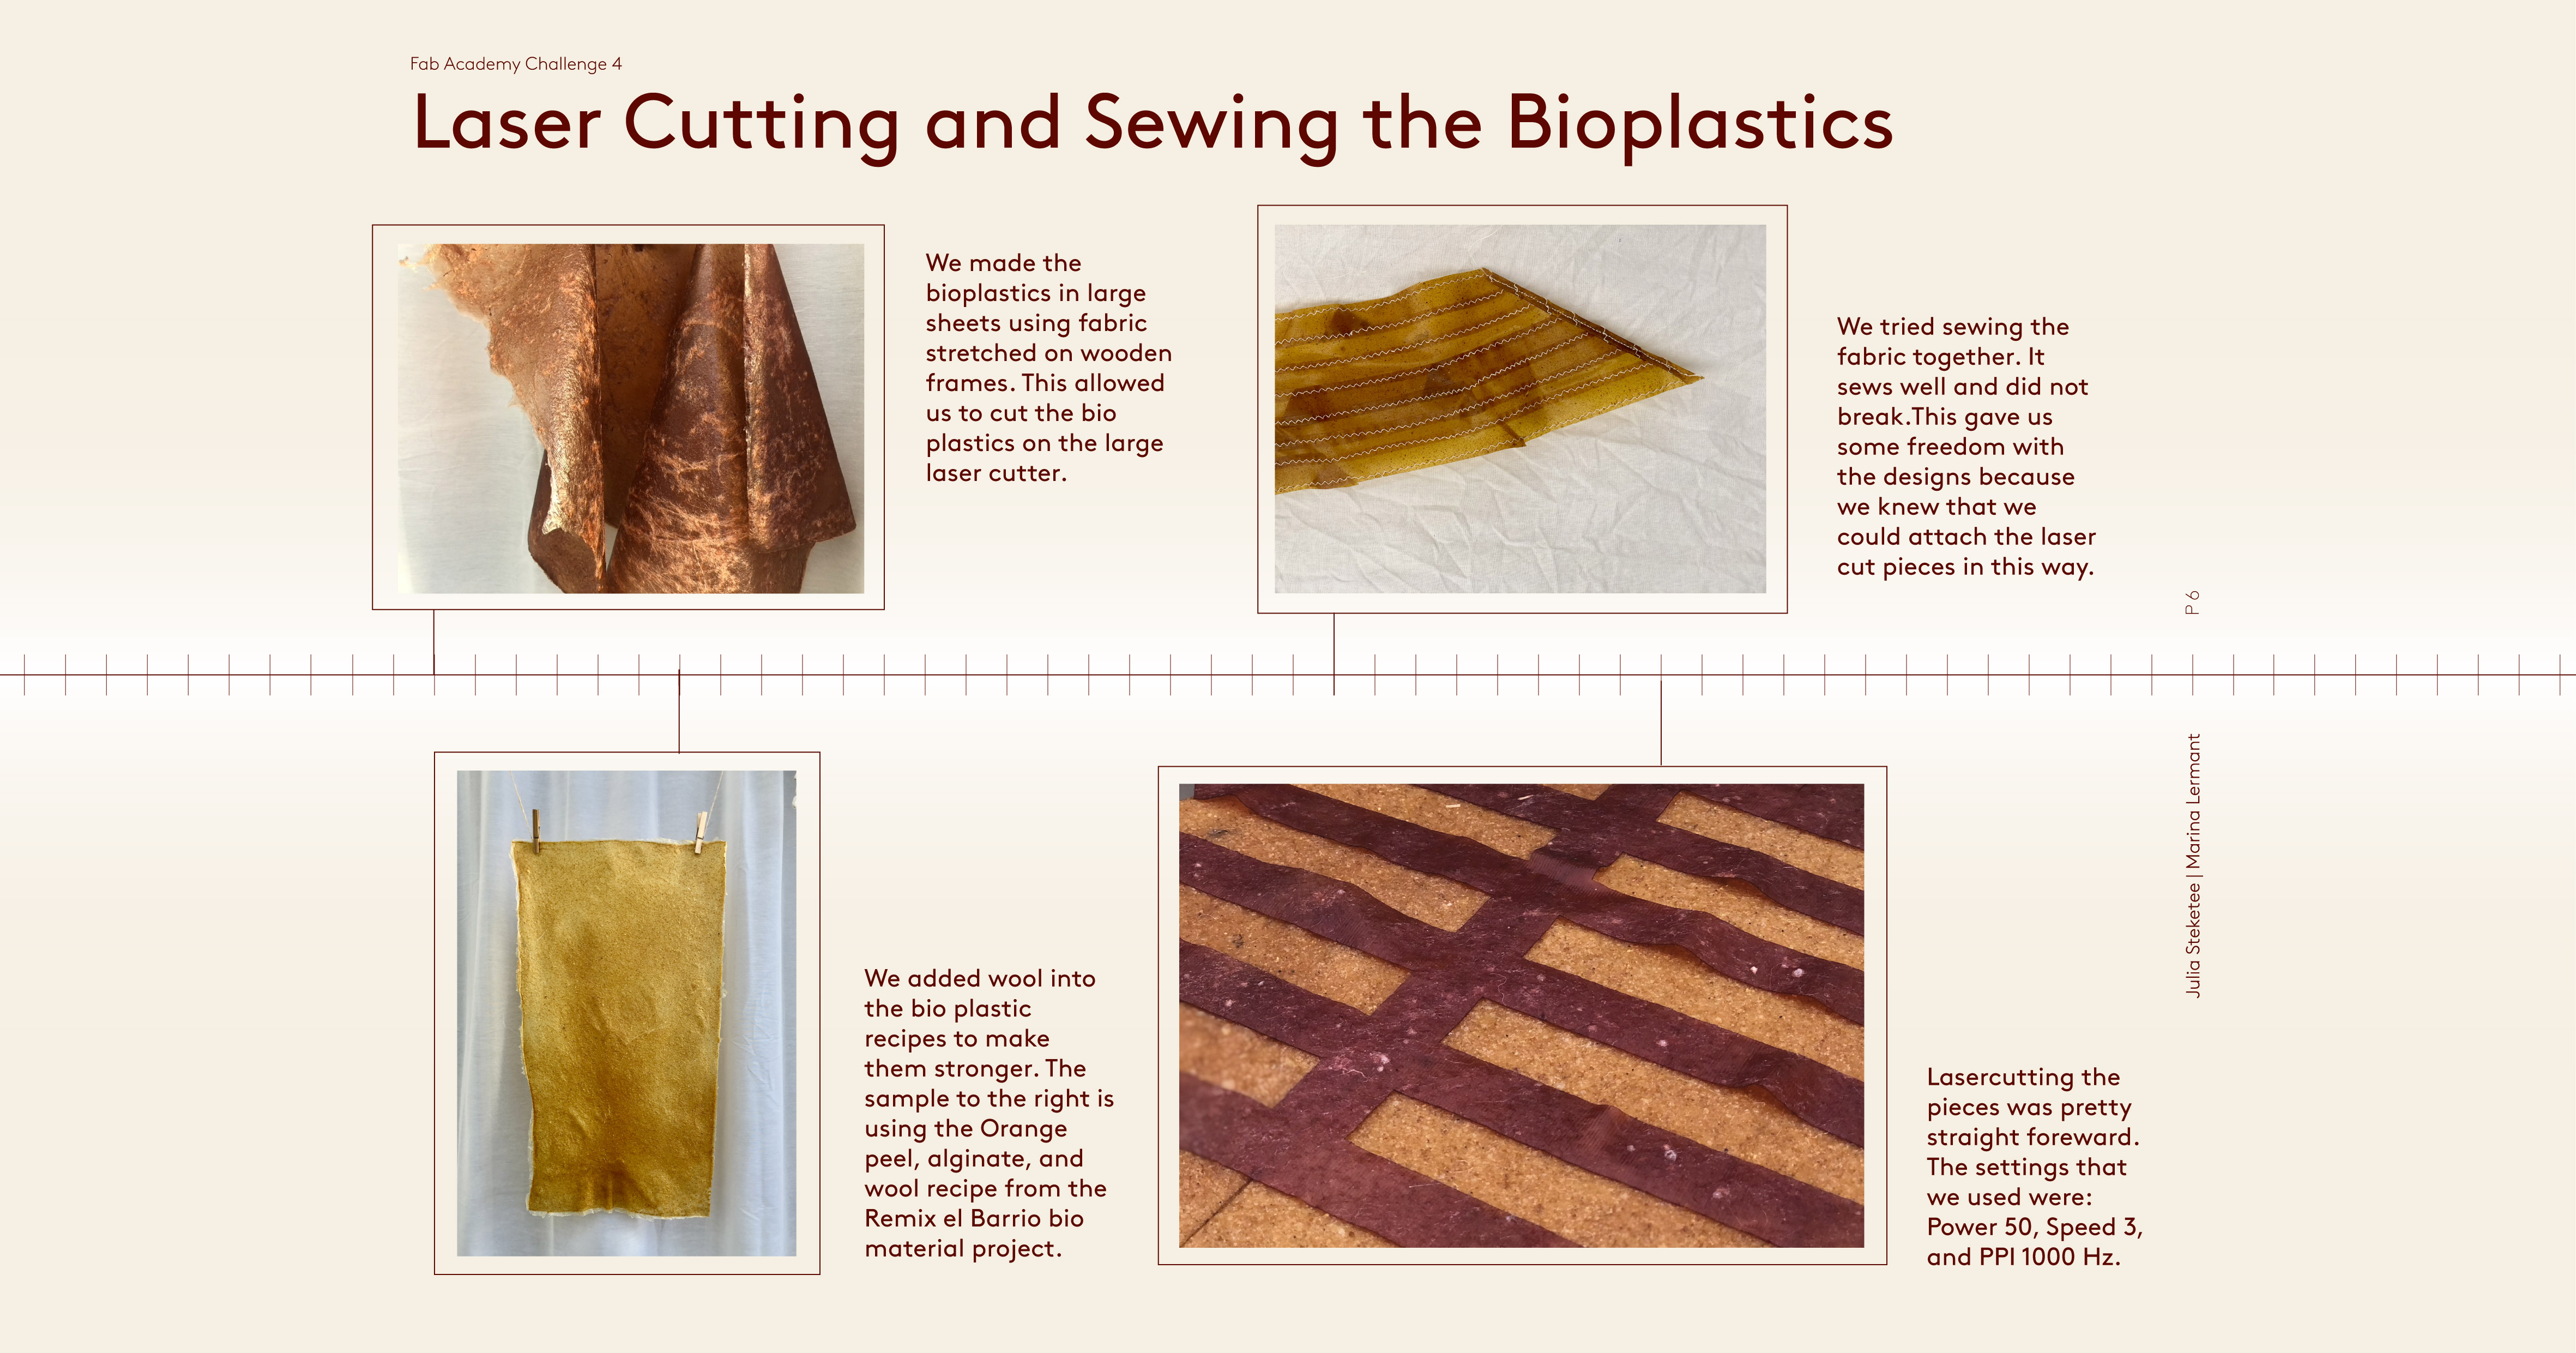 Fab Academy Challenge 4
Laser Cutting and Sewing the Bioplastics
We made the
bioplastics in large
sheets using fabric
stretched on wooden
frames. This allowed
us to cut the bio
plastics on the large
laser cutter.
We tried sewing the
fabric together. It
sews well and did not
break.This gave us
some freedom with
the designs because
we knew that we
could attach the laser
cut pieces in this way.
P 6
We added wool into
the bio plastic
recipes to make
them stronger. The
sample to the right is
using the Orange
peel, alginate, and
wool recipe from the
Remix el Barrio bio
material project.
Lasercutting the
pieces was pretty
straight foreward.
The settings that
we used were:
Power 50, Speed 3,
and PPI 1000 Hz.
Julia Steketee | Marina Lermant